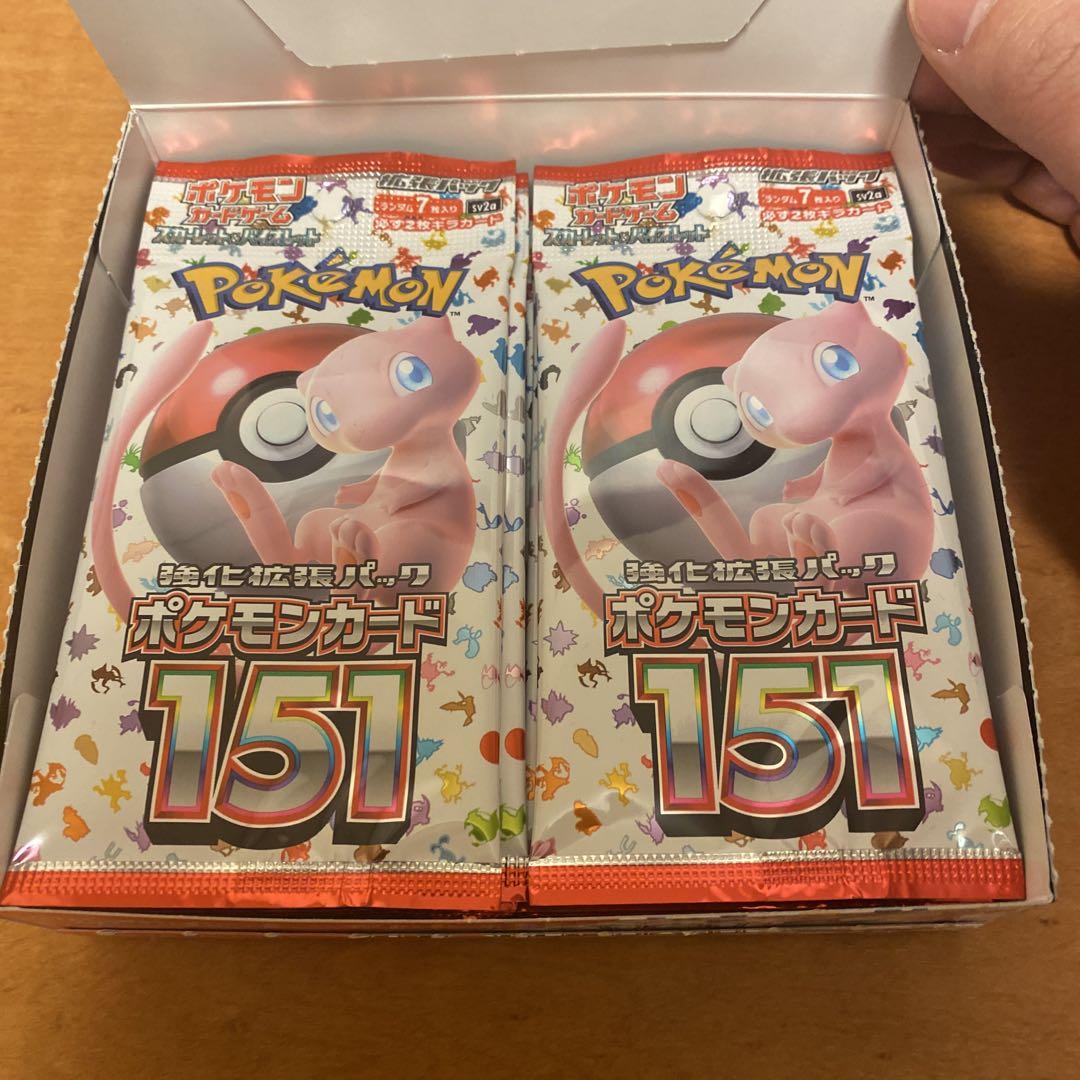 ポケモン
カードゲーム
スカーレット&バイオレット
拡張パック
ランダム7枚入り
sv2a
必ず2枚キラカード
POKÉMON
TM
強化拡張パック
ポケモンカード
151
ポケモン
カードゲーム
スカーレット&バイオレット
拡張パック
ランダム7枚入り
sv2a
必ず2枚キラカード
POKÉMON
TM
強化拡張パック
ポケモンカード
151